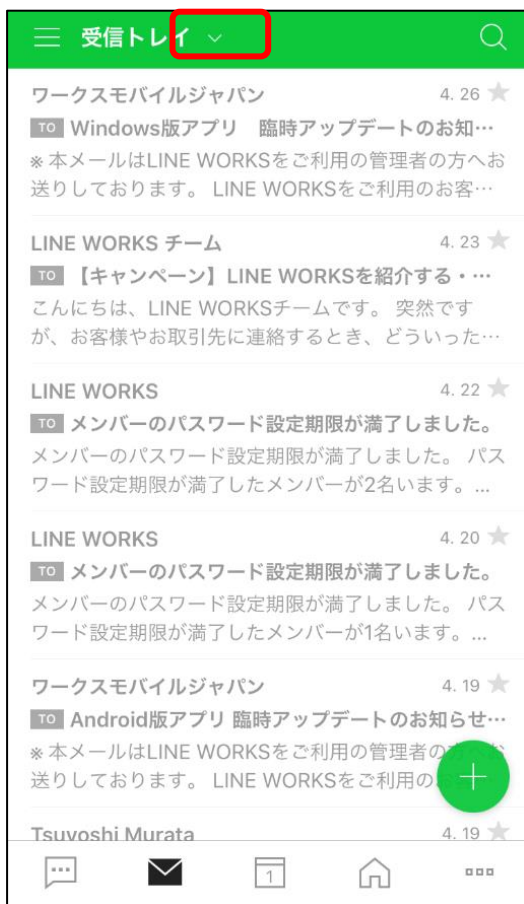 受信トレイ
ワークスモバイルジャパン 4. 26
TO Windows版アプリ 臨時アップデートのお知…
※ 本メールはLINE WORKSをご利用の管理者の方へお
送りしております。 LINE WORKSをご利用のお客…
LINE WORKS チーム 4. 23
TO 【キャンペーン】LINE WORKSを紹介する・…
こんにちは、LINE WORKSチームです。 突然です
が、お客様やお取引先に連絡するとき、どういった…
LINE WORKS 4. 22
TO メンバーのパスワード設定期限が満了しました。
メンバーのパスワード設定期限が満了しました。 パス
ワード設定期限が満了したメンバーが2名います。...
LINE WORKS 4. 20
TO メンバーのパスワード設定期限が満了しました。
メンバーのパスワード設定期限が満了しました。 パス
ワード設定期限が満了したメンバーが1名います。...
ワークスモバイルジャパン 4. 19
TO Android版アプリ 臨時アップデートのお知らせ…
※ 本メールはLINE WORKSをご利用の管理者の方へお
送りしております。 LINE WORKSをご利用の
Tsuyoshi Murata 4. 19
1